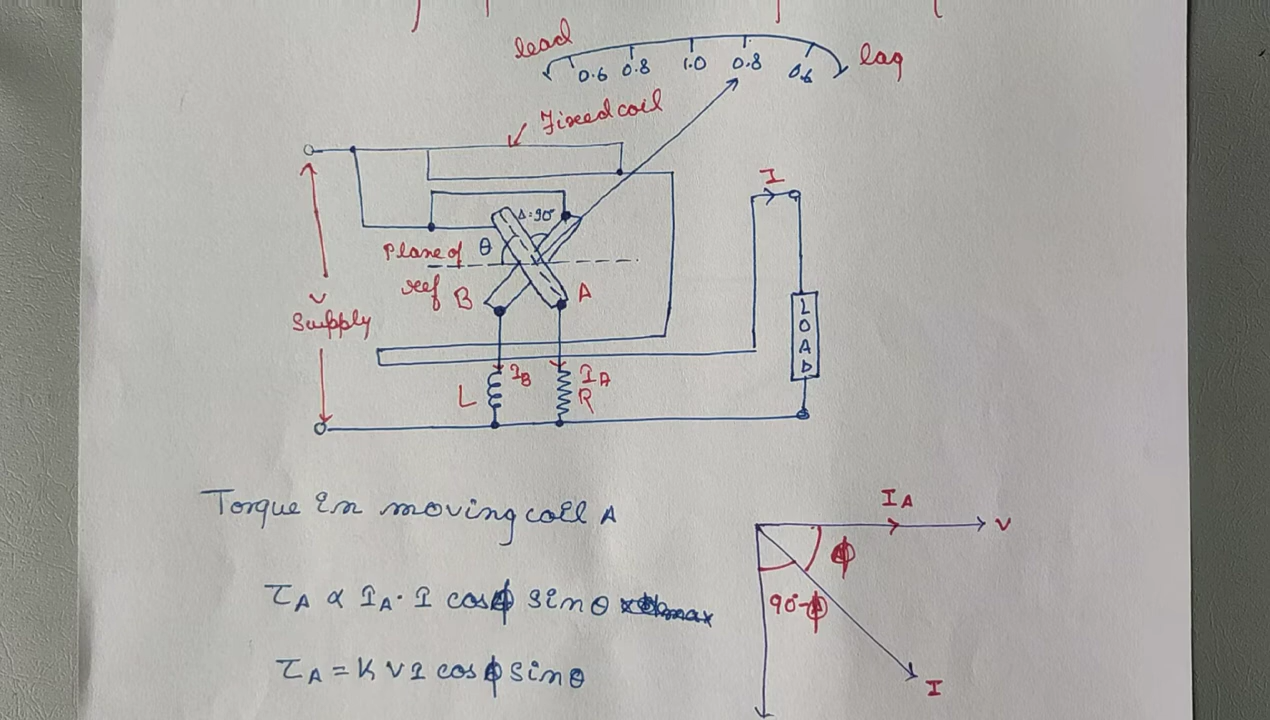 lead
lag
0.6 0.8 1.0 0.8 0.6
Fixed coil
I
Δ=90°
θ
Plane of
ref
B
A
V
Supply
LOAD
I_B
I_A
L
R
Torque in moving coil A
I_A
V
ϕ
τ_A ∝ I_A · I cosϕ sinθ
90°-ϕ
τ_A = K V I cosϕ sinθ
I